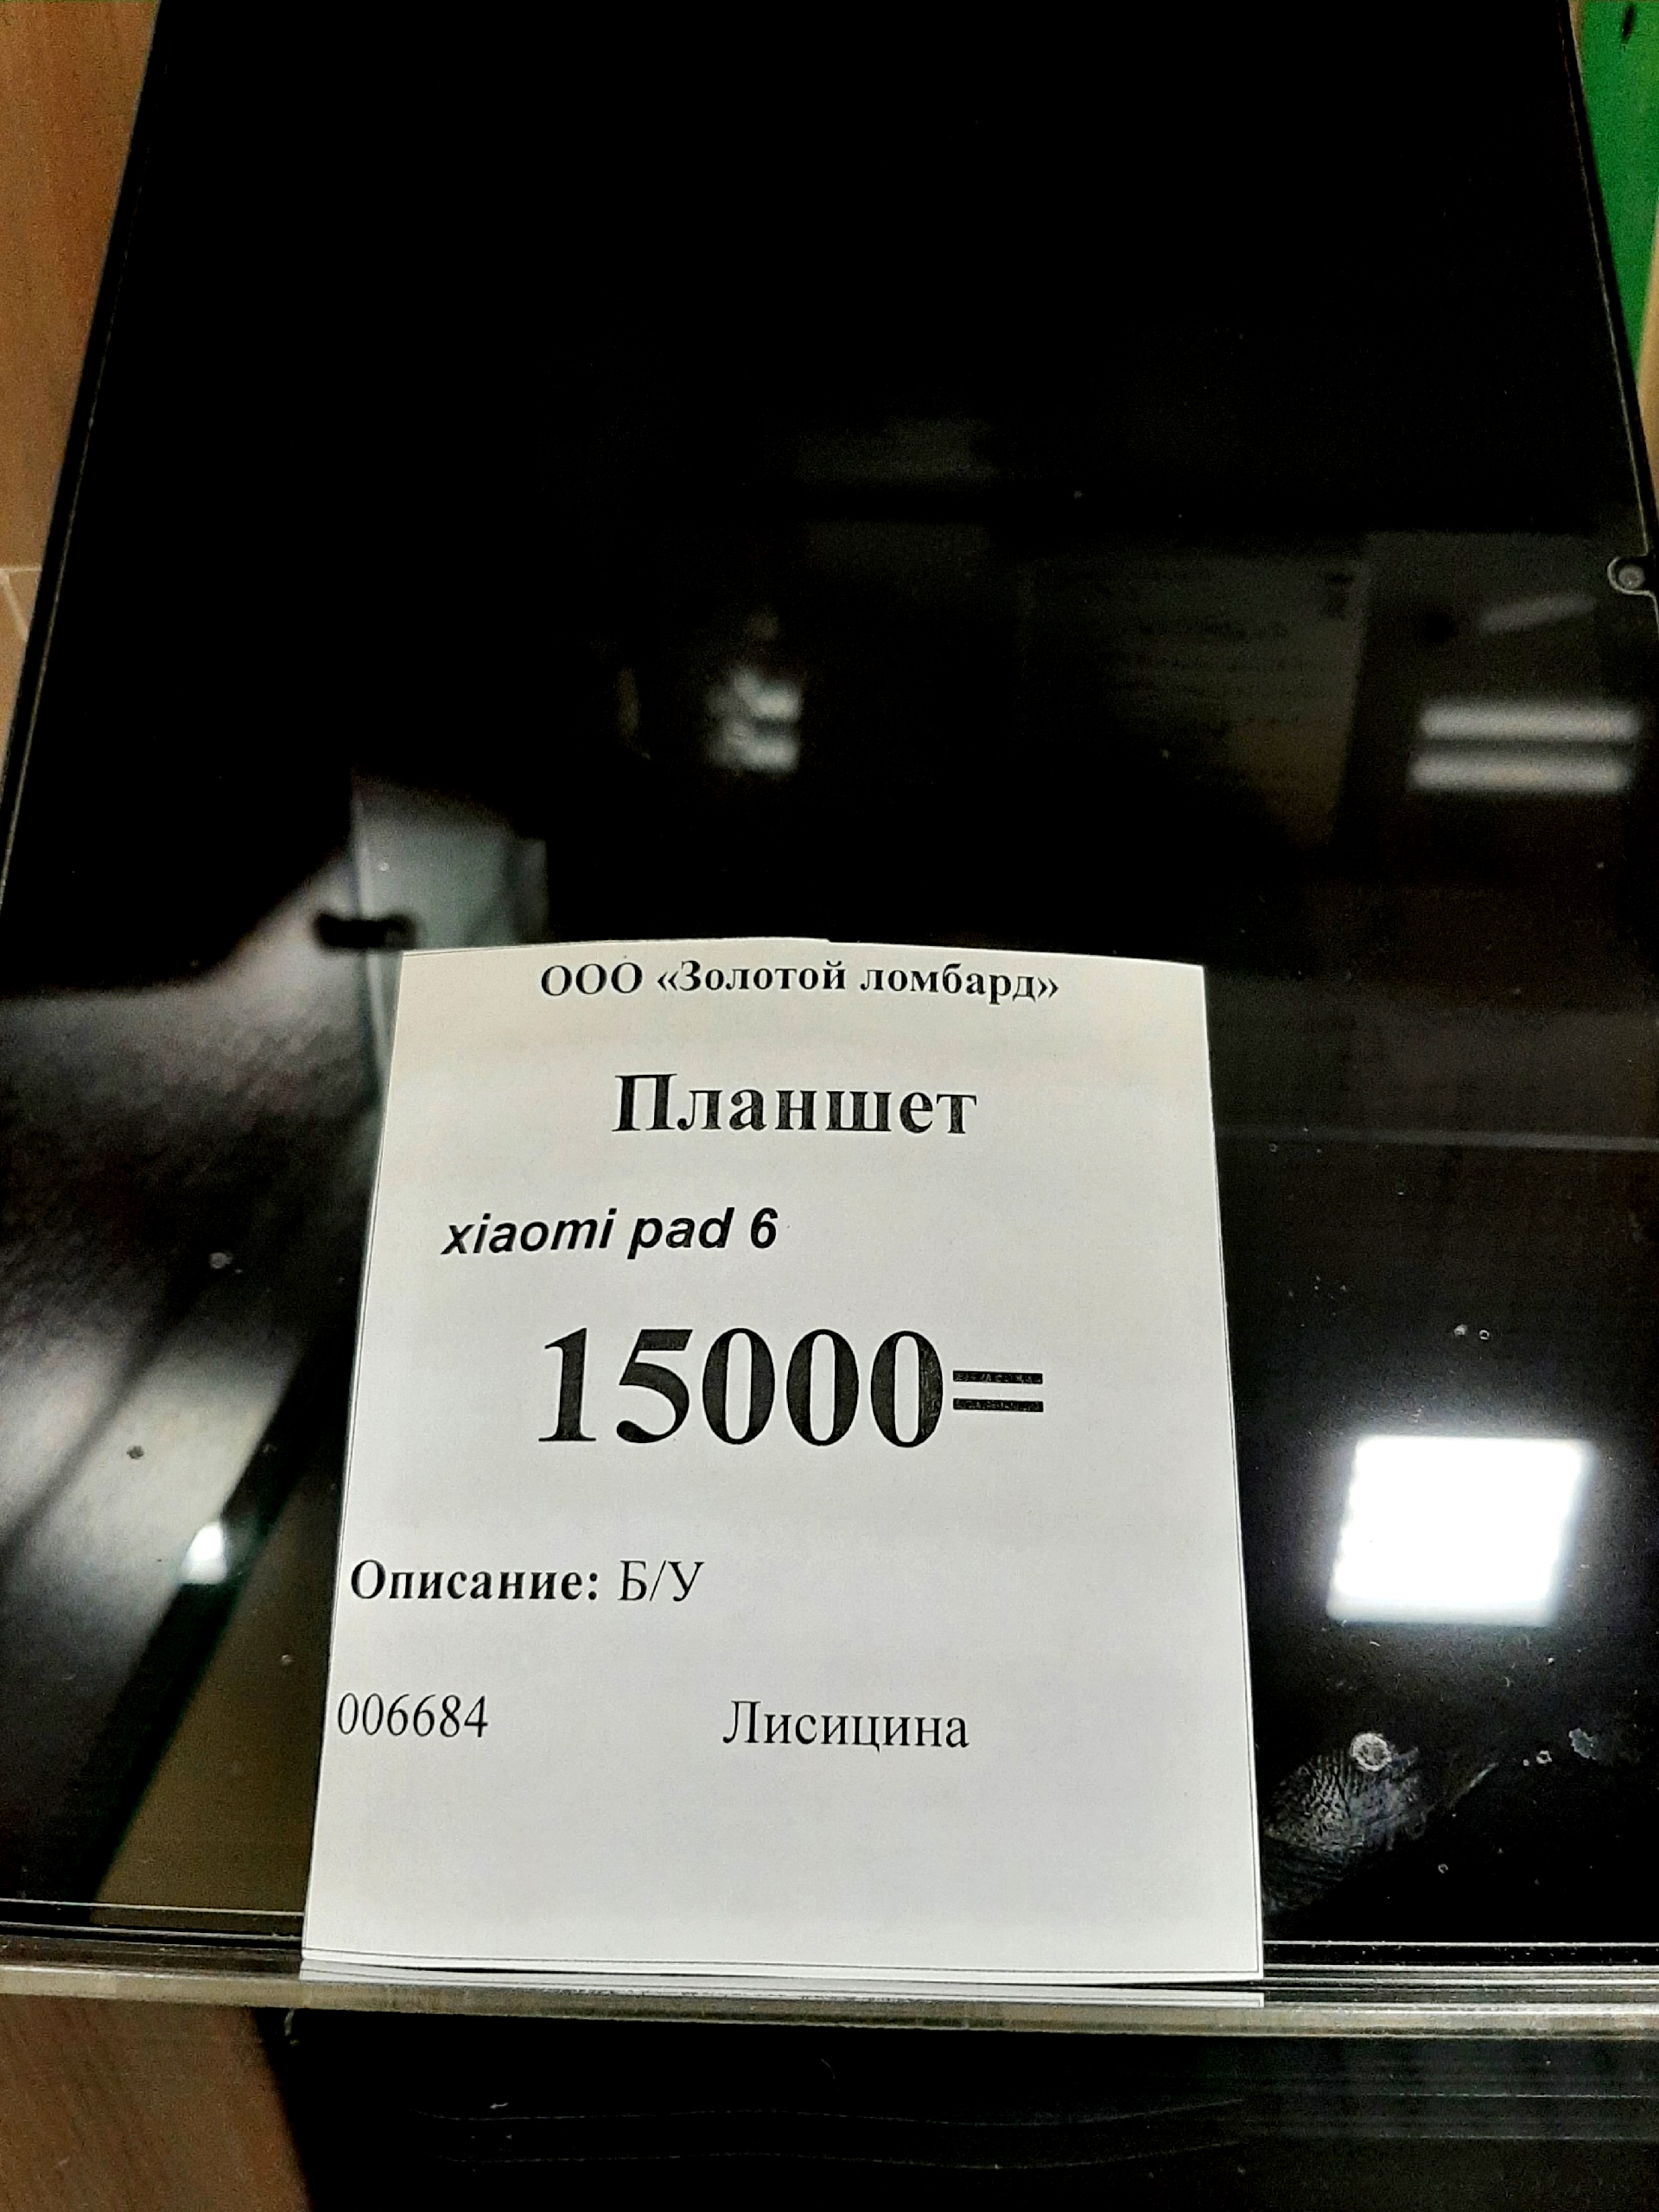 ООО «Золотой ломбард»
Планшет
xiaomi pad 6
15000=
Описание: Б/У
006684 Лисицина